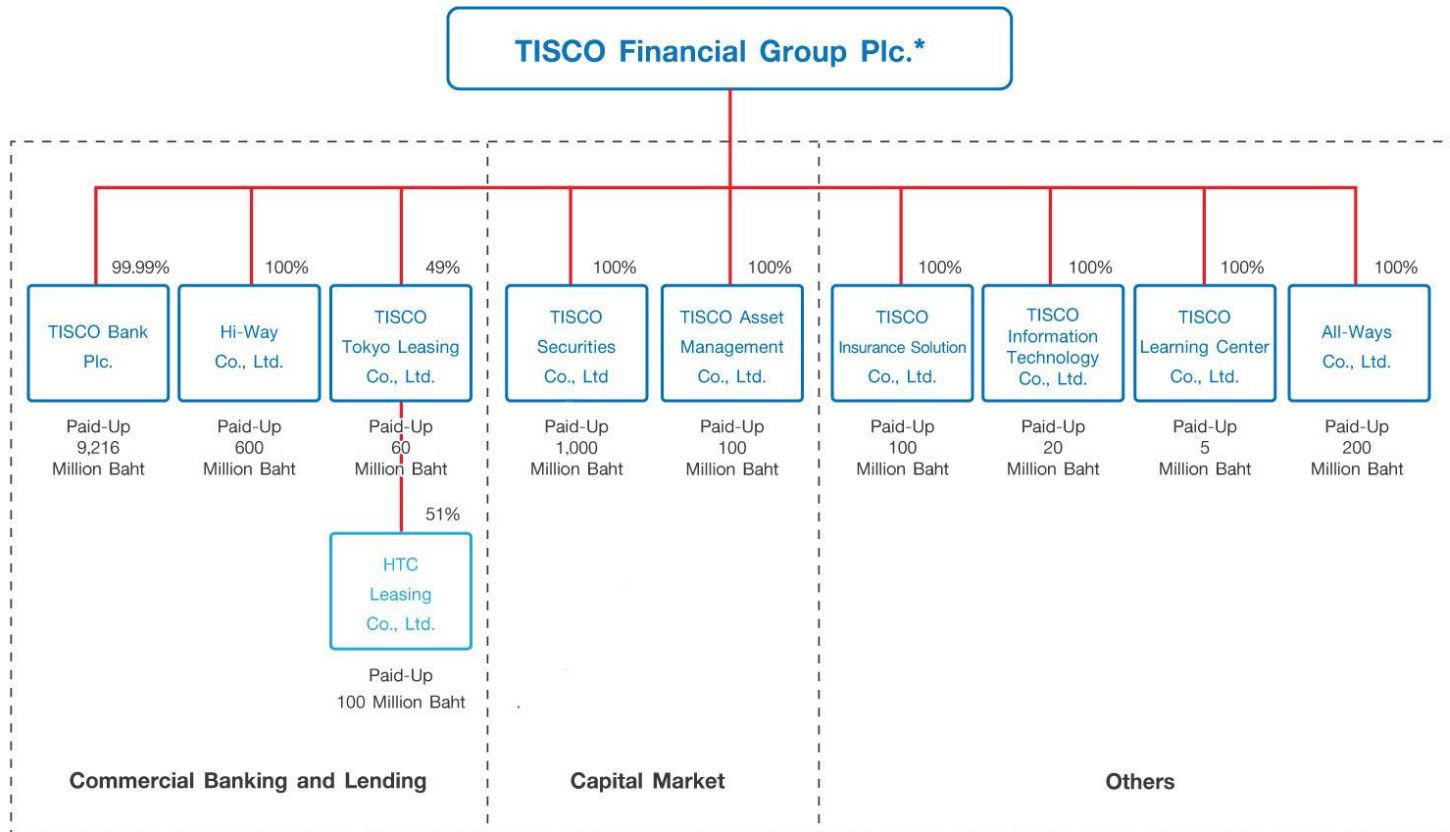 TISCO Financial Group Plc.*
99.99%
100%
49%
100%
100%
100%
100%
100%
100%
TISCO Bank
Plc.
Hi-Way
Co., Ltd.
TISCO
Tokyo Leasing
Co., Ltd.
TISCO
Securities
Co., Ltd
TISCO Asset
Management
Co., Ltd.
TISCO
Insurance Solution
Co., Ltd.
TISCO
Information
Technology
Co., Ltd.
TISCO
Learning Center
Co., Ltd.
All-Ways
Co., Ltd.
Paid-Up
9,216
Million Baht
Paid-Up
600
Million Baht
Paid-Up
60
Million Baht
Paid-Up
1,000
Million Baht
Paid-Up
100
Million Baht
Paid-Up
100
Million Baht
Paid-Up
20
Million Baht
Paid-Up
5
Million Baht
Paid-Up
200
Million Baht
51%
HTC
Leasing
Co., Ltd.
Paid-Up
100 Million Baht
Commercial Banking and Lending
Capital Market
Others